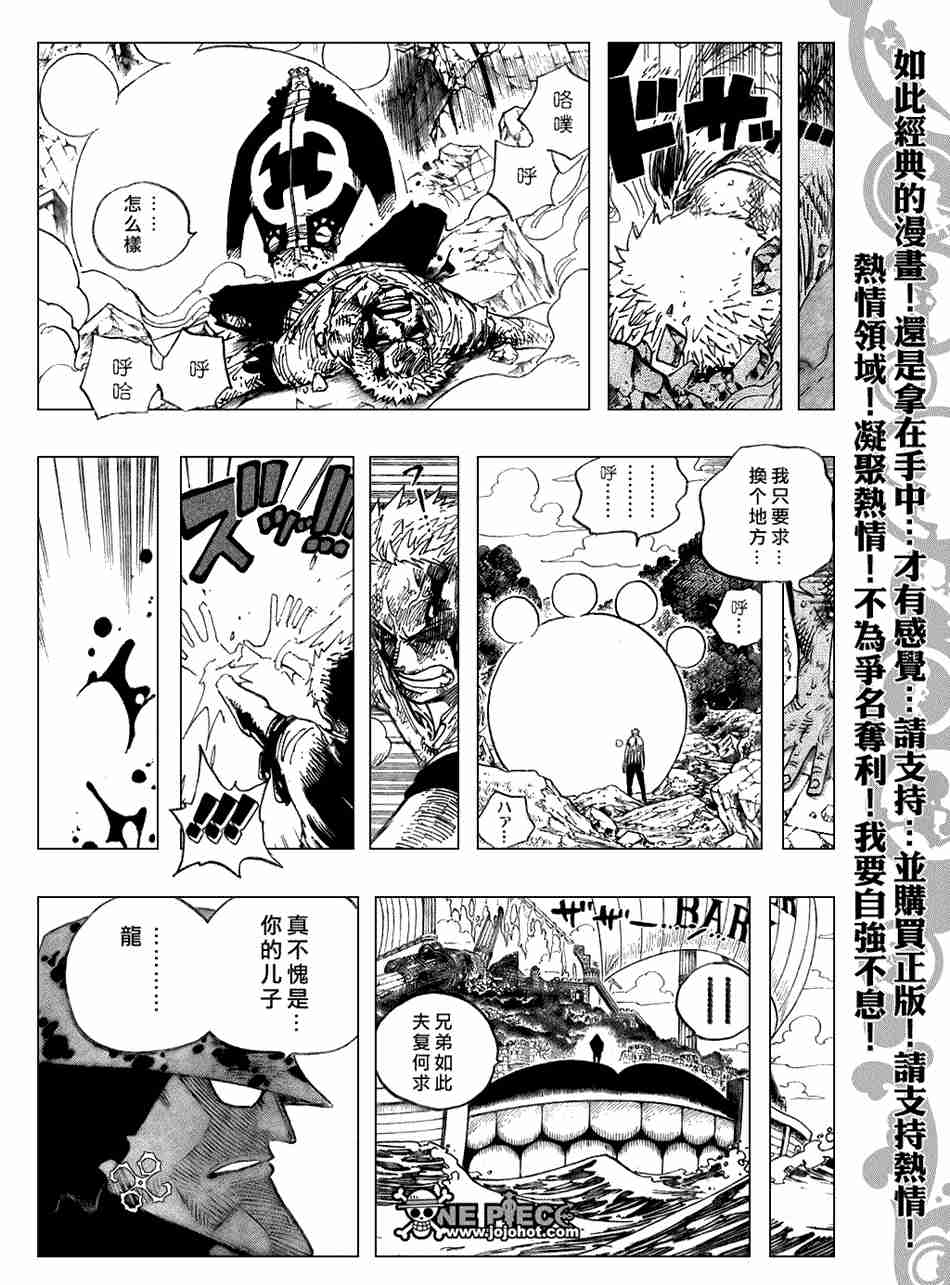 如此經典的漫畫！還是拿在手中…才有感覺…請支持…並購買正版！請支持熱情！
熱情領域！凝聚熱情！不為爭名奪利！我要自強不息！
ドサッ
咯噗
呼
……
怎么樣
呼
呼哈
我只要求…
換个地方…
呼………
………
呼…
ハァ…
ズバッ!!!
!!!!
ザザーー…
BAR
兄弟如此
夫复何求
真不愧是…
你的儿子
龍…………
ONE PIECE
www.jojohot.com